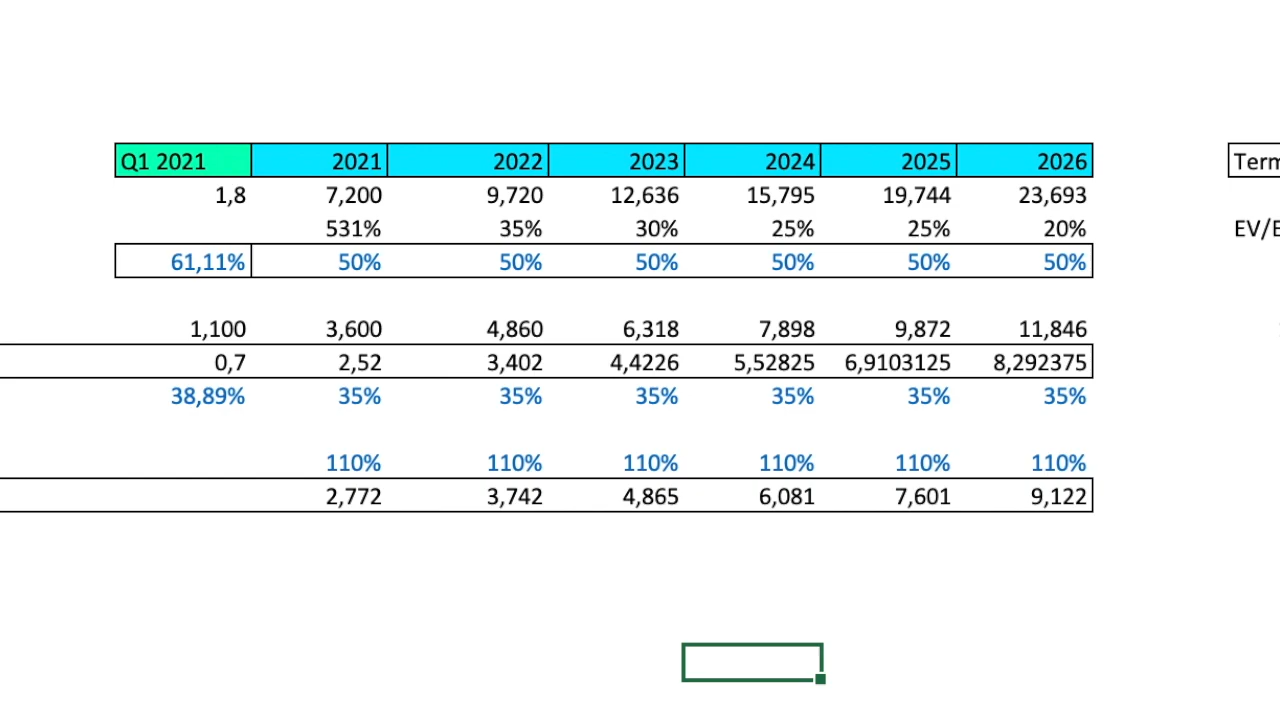 Q1 2021 2021 2022 2023 2024 2025 2026 Term
1,8 7,200 9,720 12,636 15,795 19,744 23,693
531% 35% 30% 25% 25% 20% EV/E
61,11% 50% 50% 50% 50% 50% 50%
1,100 3,600 4,860 6,318 7,898 9,872 11,846
0,7 2,52 3,402 4,4226 5,52825 6,9103125 8,292375
38,89% 35% 35% 35% 35% 35% 35%
110% 110% 110% 110% 110% 110%
2,772 3,742 4,865 6,081 7,601 9,122